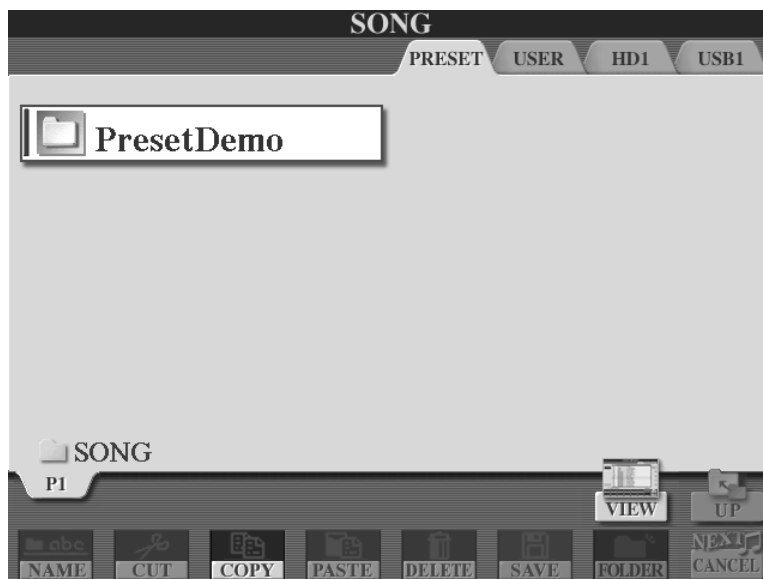 SONG
PRESET USER HD1 USB1
PresetDemo
SONG
P1
VIEW UP
abc NEXT
NAME CUT COPY PASTE DELETE SAVE FOLDER CANCEL